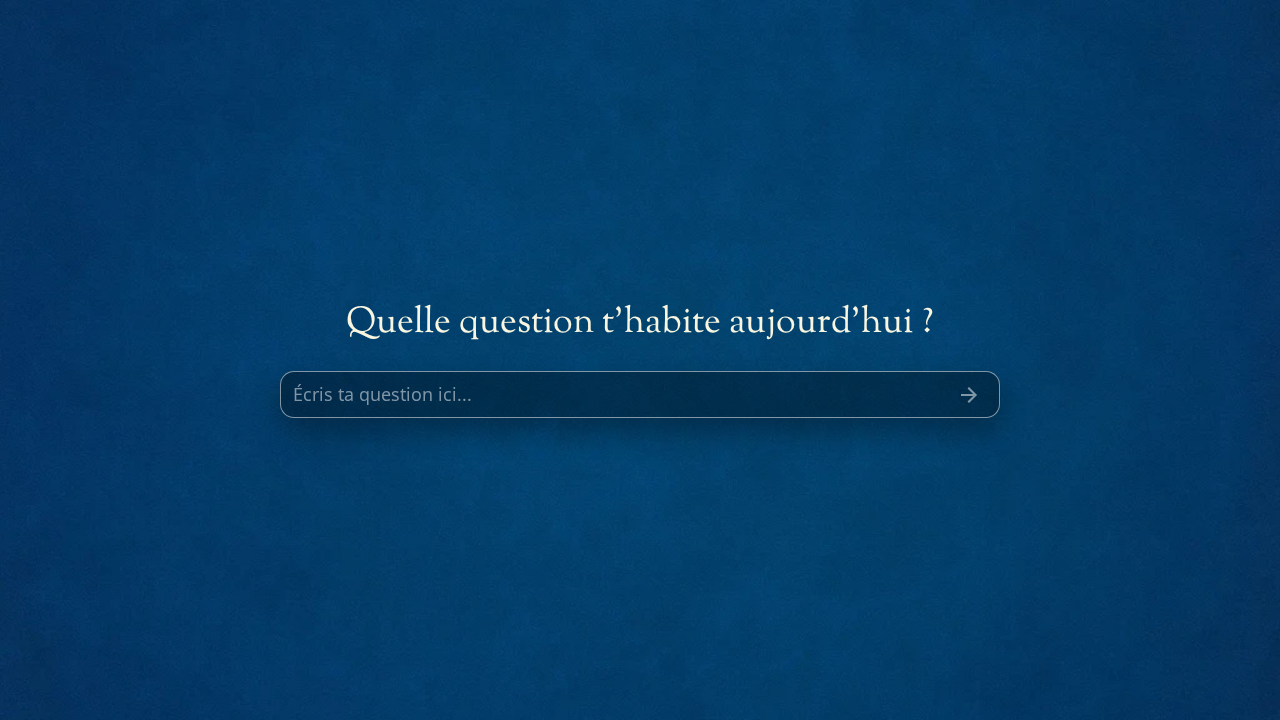 Quelle question t’habite aujourd’hui ?
Écris ta question ici...